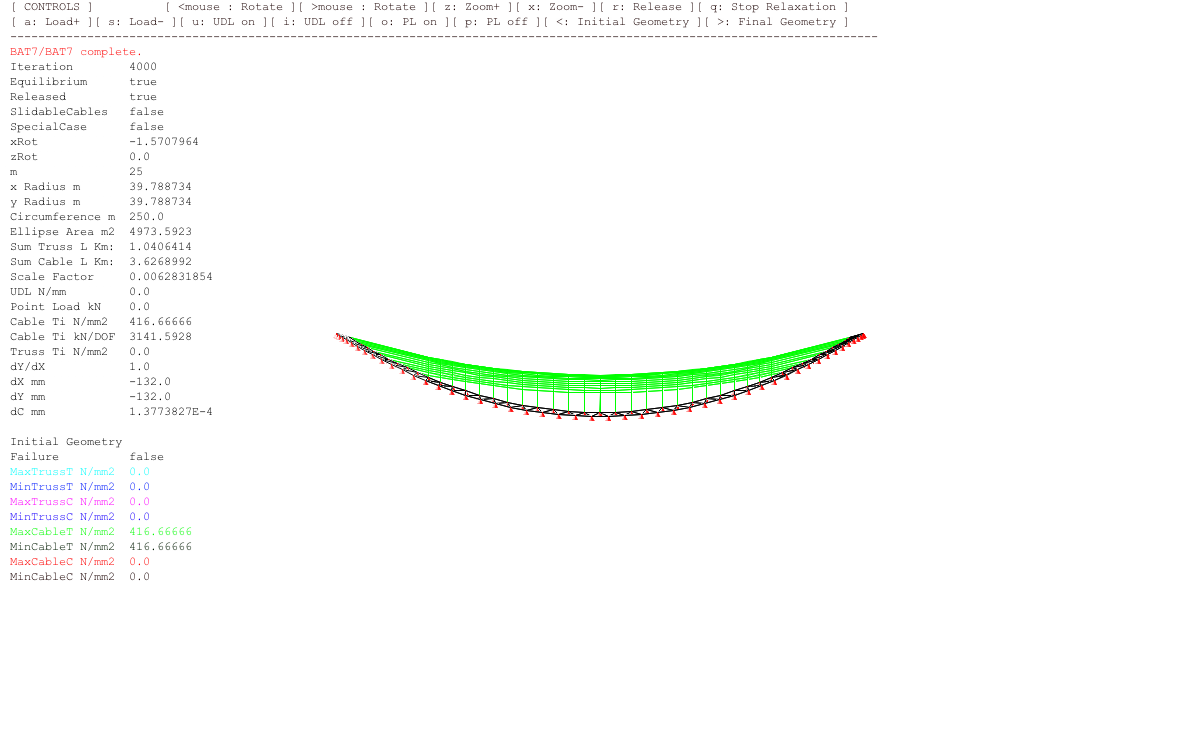 [ CONTROLS ] [ <mouse : Rotate ][ >mouse : Rotate ][ z: Zoom+ ][ x: Zoom- ][ r: Release ][ q: Stop Relaxation ]
[ a: Load+ ][ s: Load- ][ u: UDL on ][ i: UDL off ][ o: PL on ][ p: PL off ][ <: Initial Geometry ][ >: Final Geometry ]
----------------------------------------------------------------------------------------------------------------------------
BAT7/BAT7 complete.
Iteration 4000
Equilibrium true
Released true
SlidableCables false
SpecialCase false
xRot -1.5707964
zRot 0.0
m 25
x Radius m 39.788734
y Radius m 39.788734
Circumference m 250.0
Ellipse Area m2 4973.5923
Sum Truss L Km: 1.0406414
Sum Cable L Km: 3.6268992
Scale Factor 0.0062831854
UDL N/mm 0.0
Point Load kN 0.0
Cable Ti N/mm2 416.66666
Cable Ti kN/DOF 3141.5928
Truss Ti N/mm2 0.0
dY/dX 1.0
dX mm -132.0
dY mm -132.0
dC mm 1.3773827E-4
Initial Geometry
Failure false
MaxTrussT N/mm2 0.0
MinTrussT N/mm2 0.0
MaxTrussC N/mm2 0.0
MinTrussC N/mm2 0.0
MaxCableT N/mm2 416.66666
MinCableT N/mm2 416.66666
MaxCableC N/mm2 0.0
MinCableC N/mm2 0.0